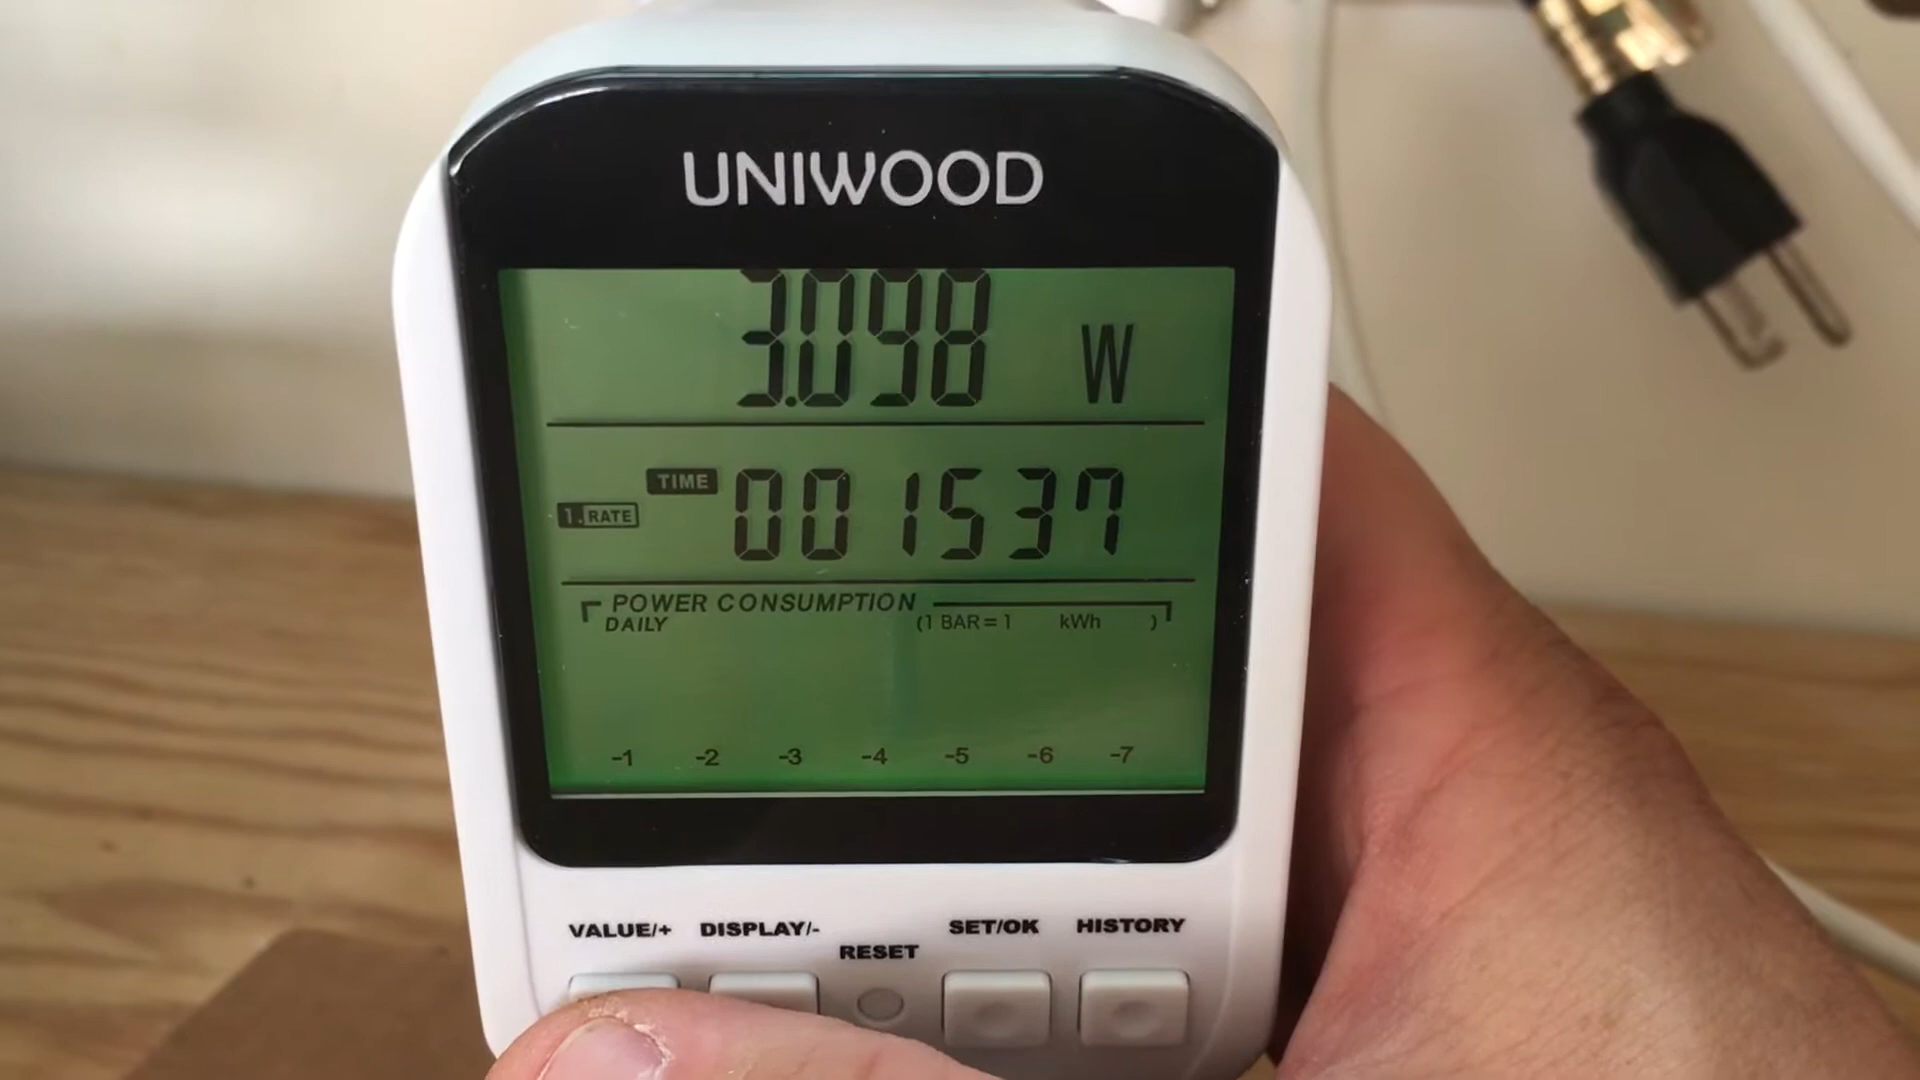 UNIWOOD
3.098 W
TIME 001537
1. RATE
POWER CONSUMPTION
DAILY (1 BAR = 1 kWh )
-1 -2 -3 -4 -5 -6 -7
VALUE/+ DISPLAY/- SET/OK HISTORY
RESET